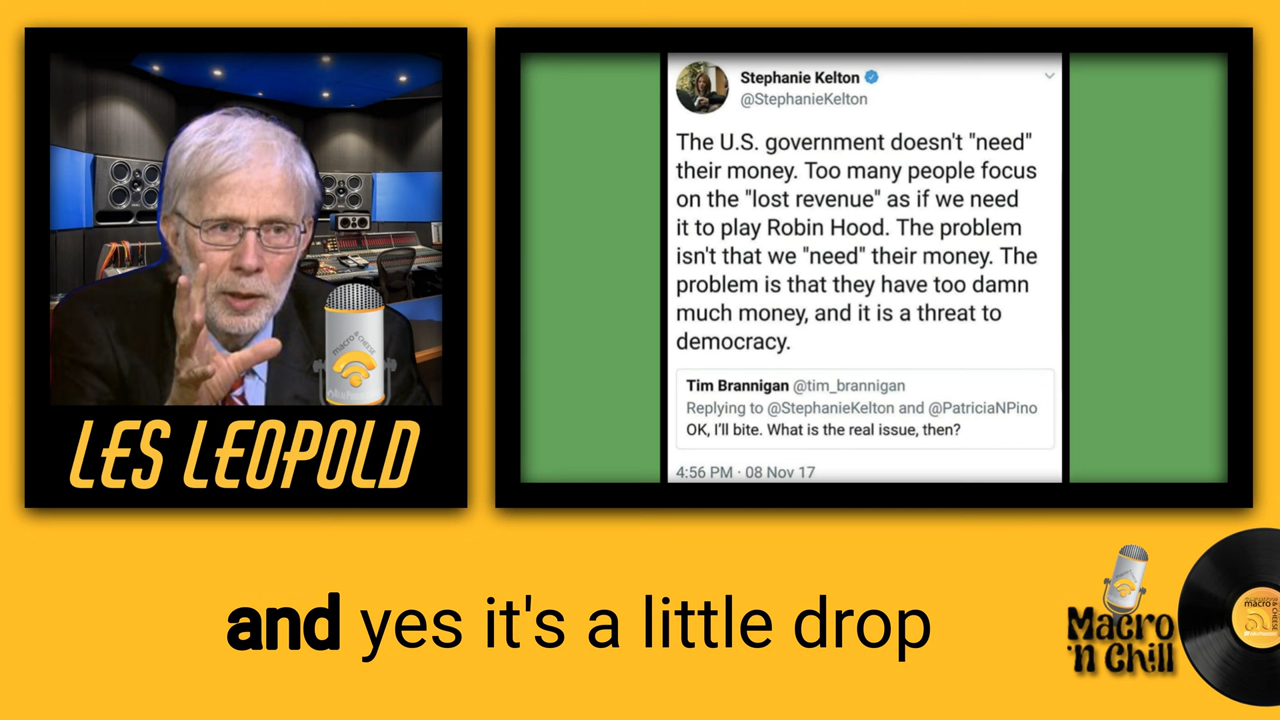 LES LEOPOLD
Stephanie Kelton
@StephanieKelton
The U.S. government doesn't "need"
their money. Too many people focus
on the "lost revenue" as if we need
it to play Robin Hood. The problem
isn't that we "need" their money. The
problem is that they have too damn
much money, and it is a threat to
democracy.
Tim Brannigan @tim_brannigan
Replying to @StephanieKelton and @PatriciaNPino
OK, I'll bite. What is the real issue, then?
4:56 PM · 08 Nov 17
and yes it's a little drop
Macro
'N Chill
macro
macro